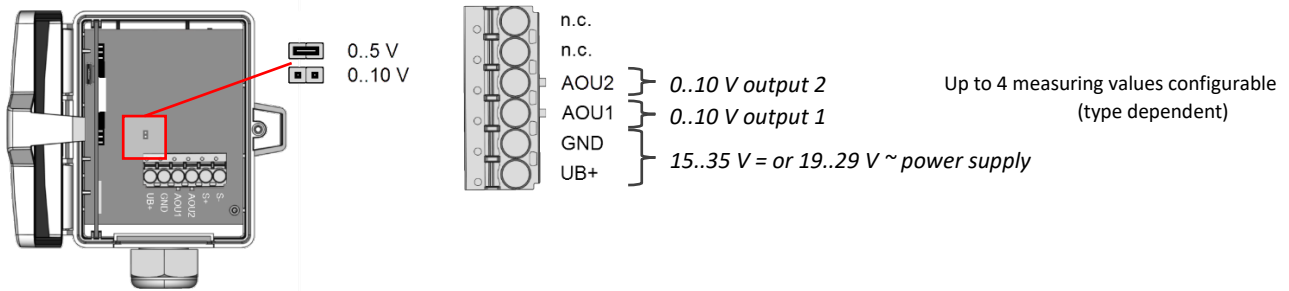 0..5 V
0..10 V
UB+
GND
AOU1
AOU2
S+
S-
n.c.
n.c.
AOU2 0..10 V output 2
AOU1 0..10 V output 1
GND
UB+
15..35 V = or 19..29 V ~ power supply
Up to 4 measuring values configurable
(type dependent)